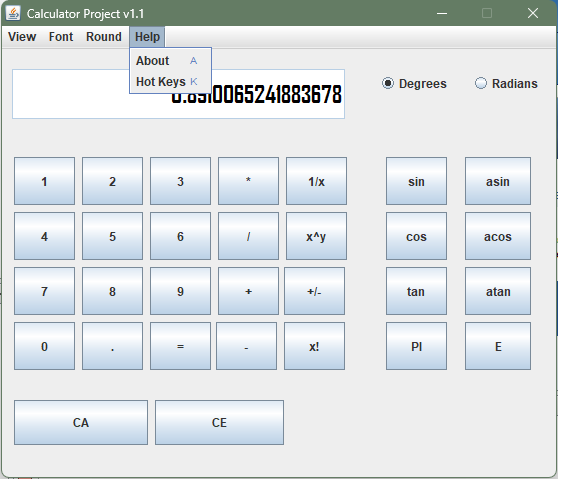 Calculator Project v1.1
View Font Round Help
About A
Hot Keys K
0.8910065241883678
Degrees Radians
1 2 3 * 1/x sin asin
4 5 6 / x^y cos acos
7 8 9 + +/- tan atan
0 . = - x! PI E
CA CE